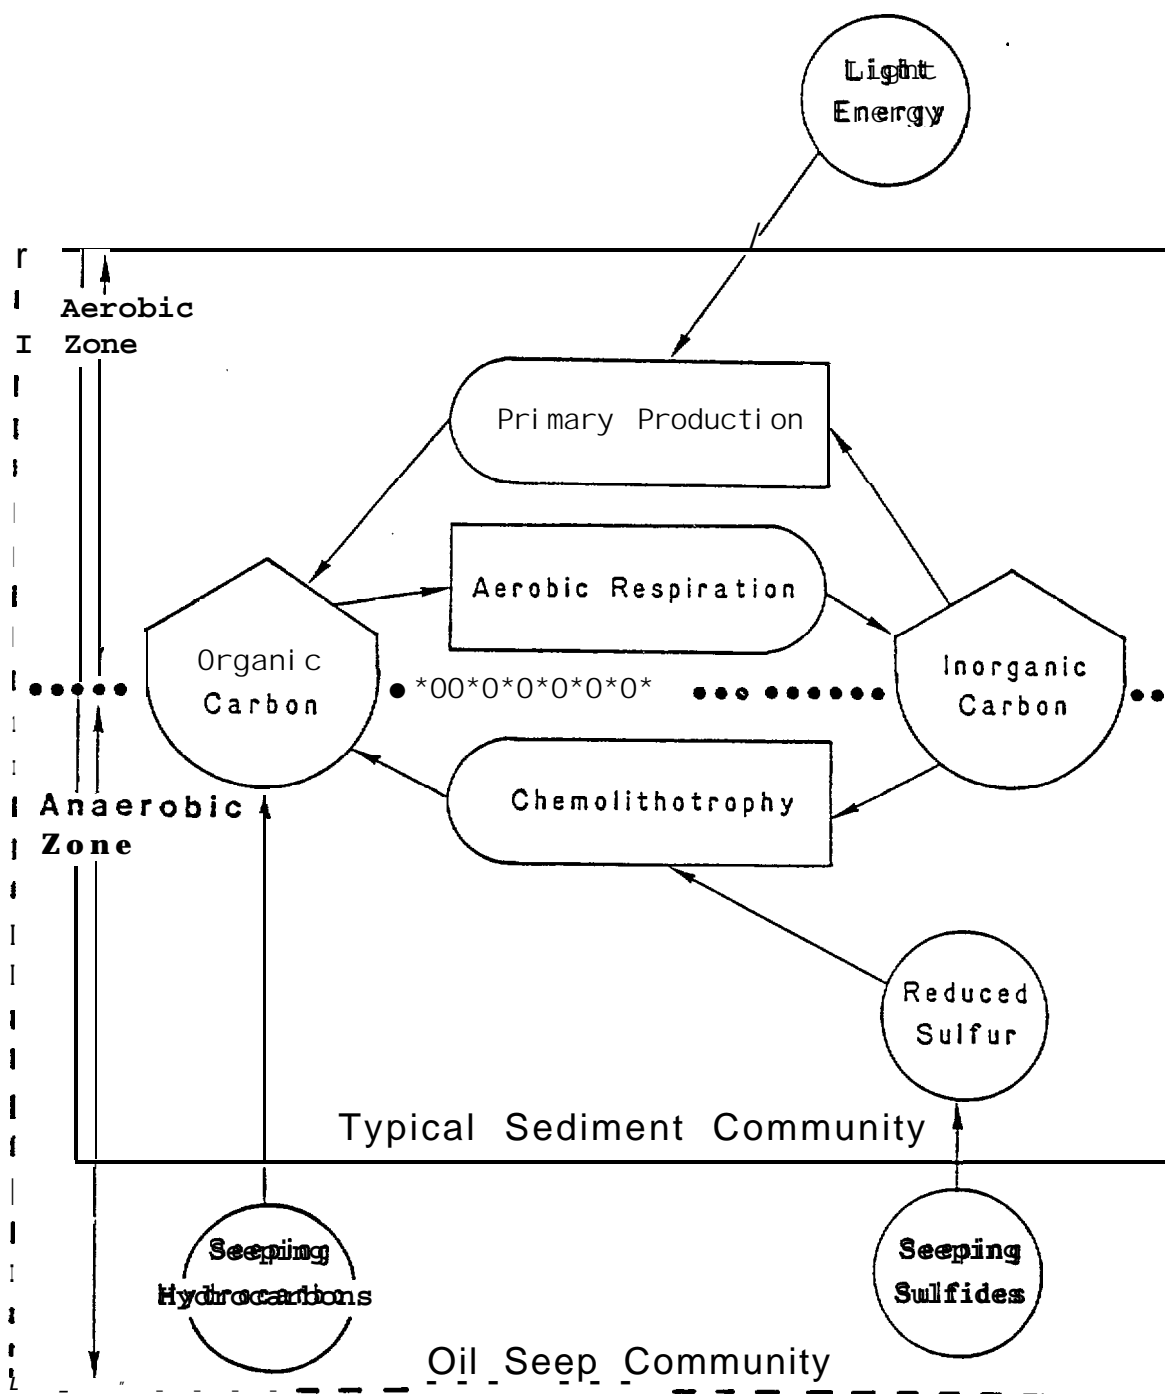 Light
Energy
Aerobic
Zone
Primary Production
Aerobic Respiration
Organic
Carbon
*OO*O*O*O*O*O*
Inorganic
Carbon
Anaerobic
Zone
Chemolithotrophy
Reduced
Sulfur
Typical Sediment Community
Seeping
Hydrocarbons
Seeping
Sulfides
Oil Seep Community